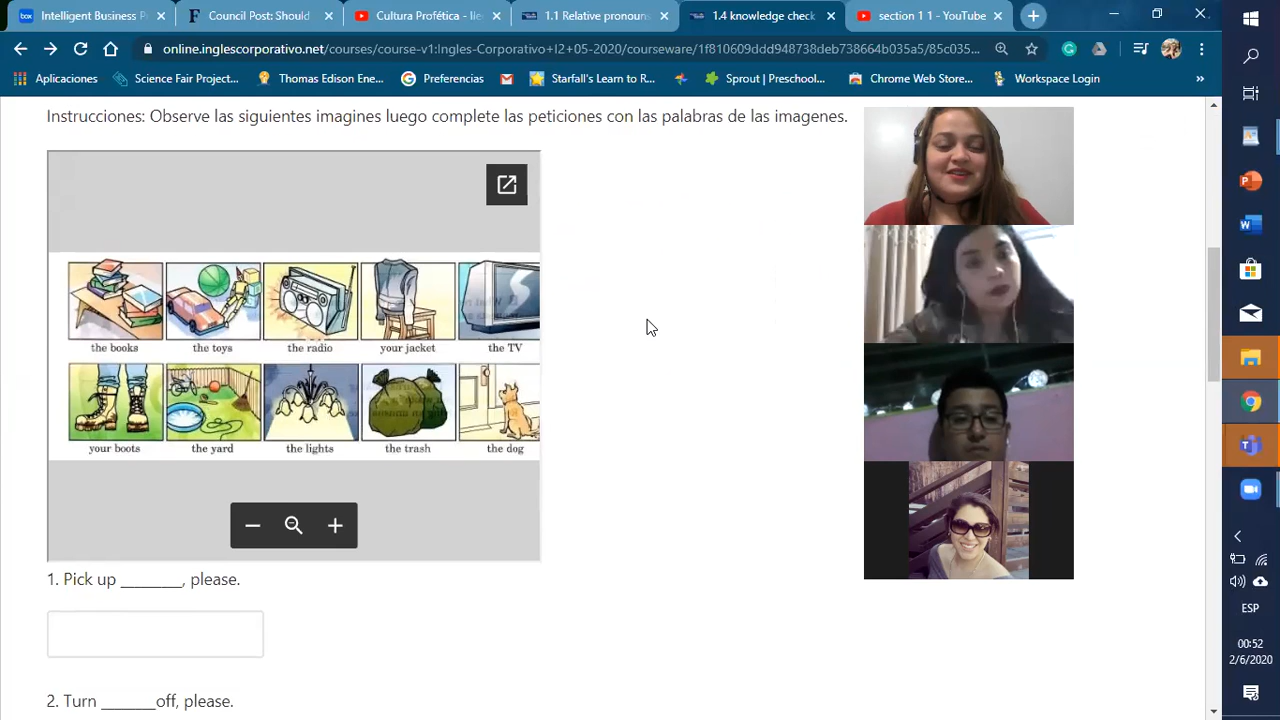 Intelligent Business P
Council Post: Should
Cultura Profética - Ile
1.1 Relative pronouns
1.4 knowledge check
section 1 1 - YouTube
online.inglescorporativo.net/courses/course-v1:Ingles-Corporativo+I2+05-2020/courseware/1f810609ddd948738deb738664b035a5/85c035...
Aplicaciones
Science Fair Project...
Thomas Edison Ene...
Preferencias
Starfall's Learn to R...
Sprout | Preschool...
Chrome Web Store...
Workspace Login
»
Instrucciones: Observe las siguientes imagines luego complete las peticiones con las palabras de las imagenes.
the books the toys the radio your jacket the TV
your boots the yard the lights the trash the dog
1. Pick up ________, please.
2. Turn _______off, please.
ESP
00:52
2/6/2020